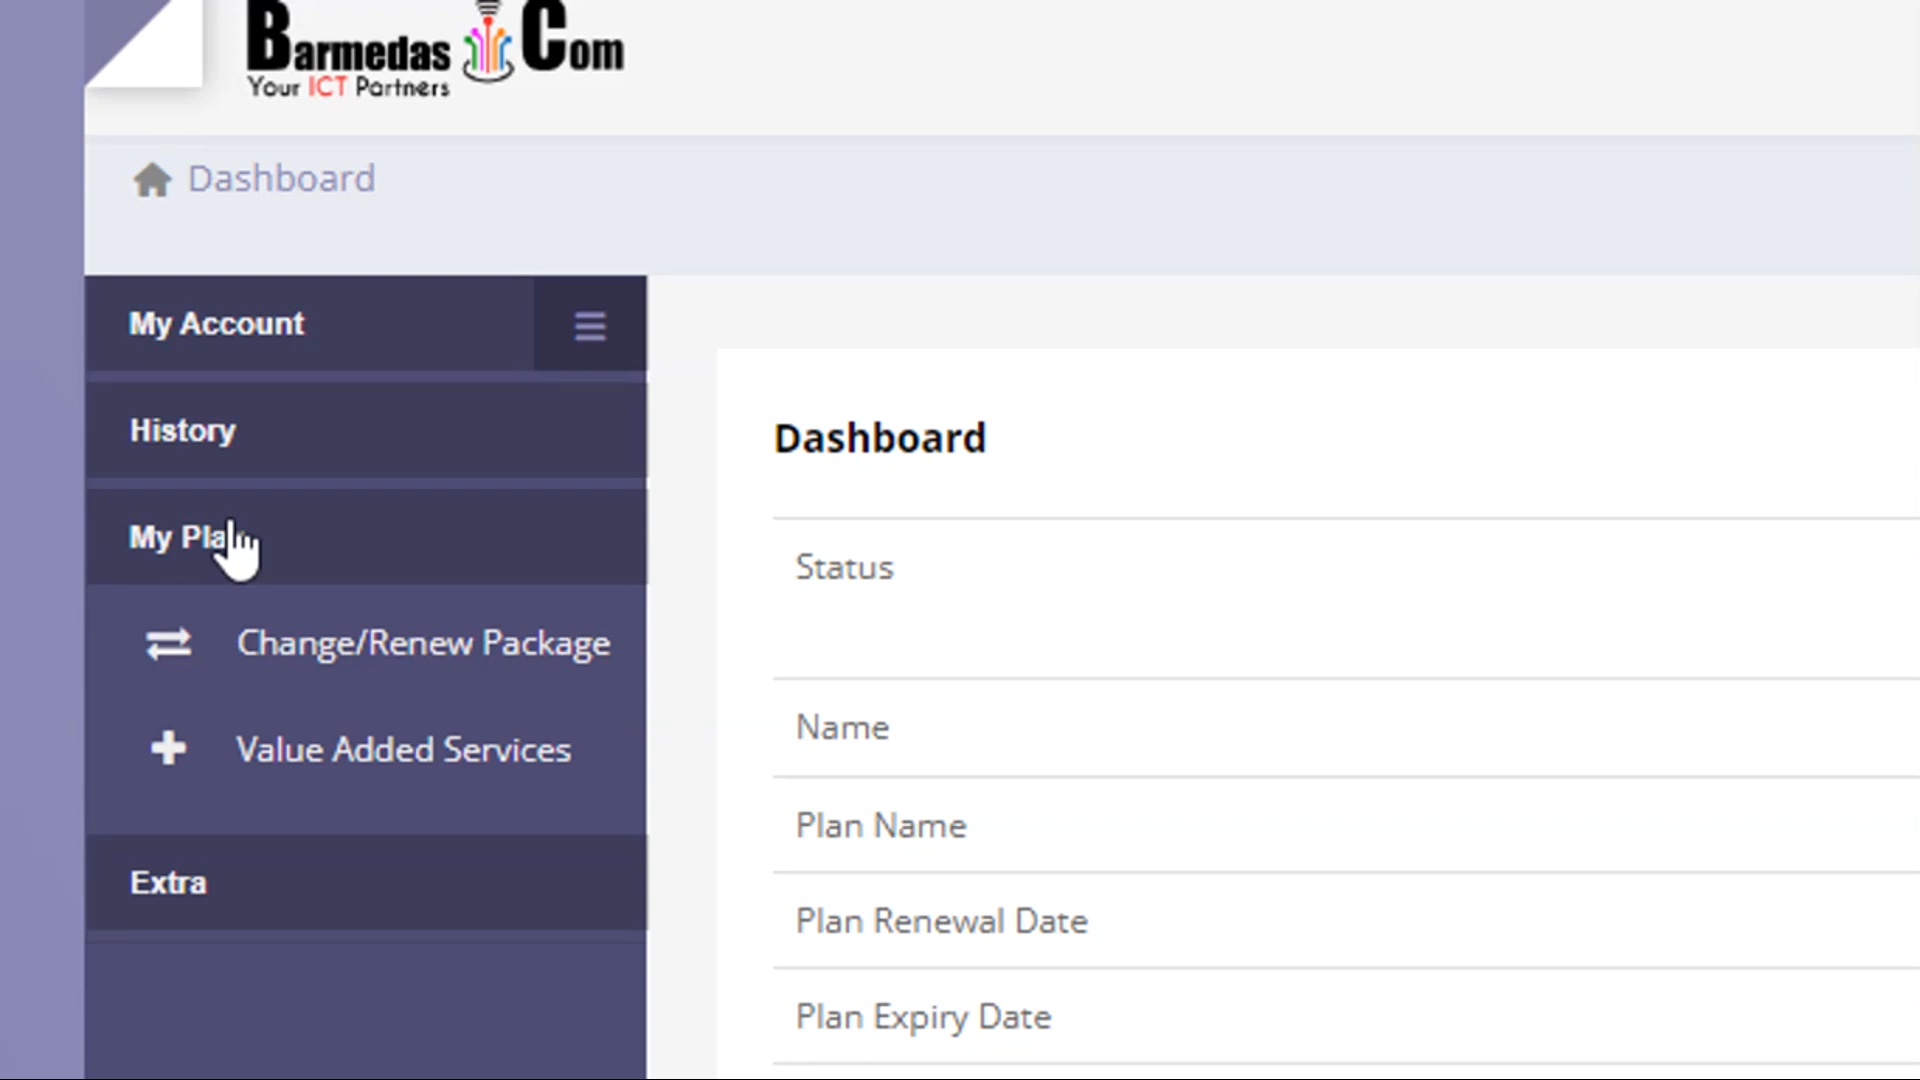 Barmedas Com
Your ICT Partners
Dashboard
My Account
History
My Pla
Change/Renew Package
Value Added Services
Extra
Dashboard
Status
Name
Plan Name
Plan Renewal Date
Plan Expiry Date